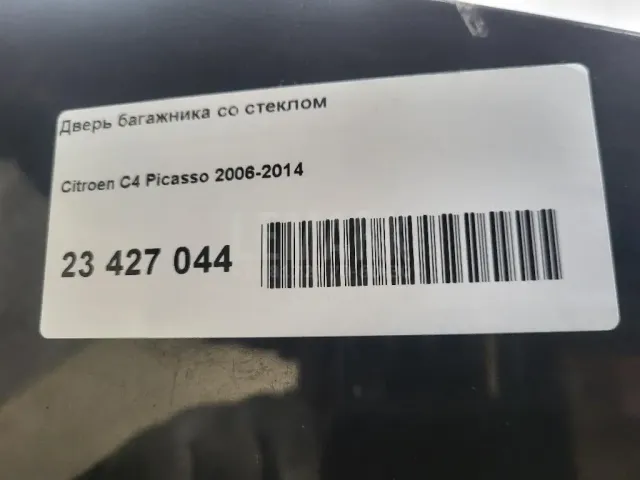 Дверь багажника со стеклом
Citroen C4 Picasso 2006-2014
23 427 044